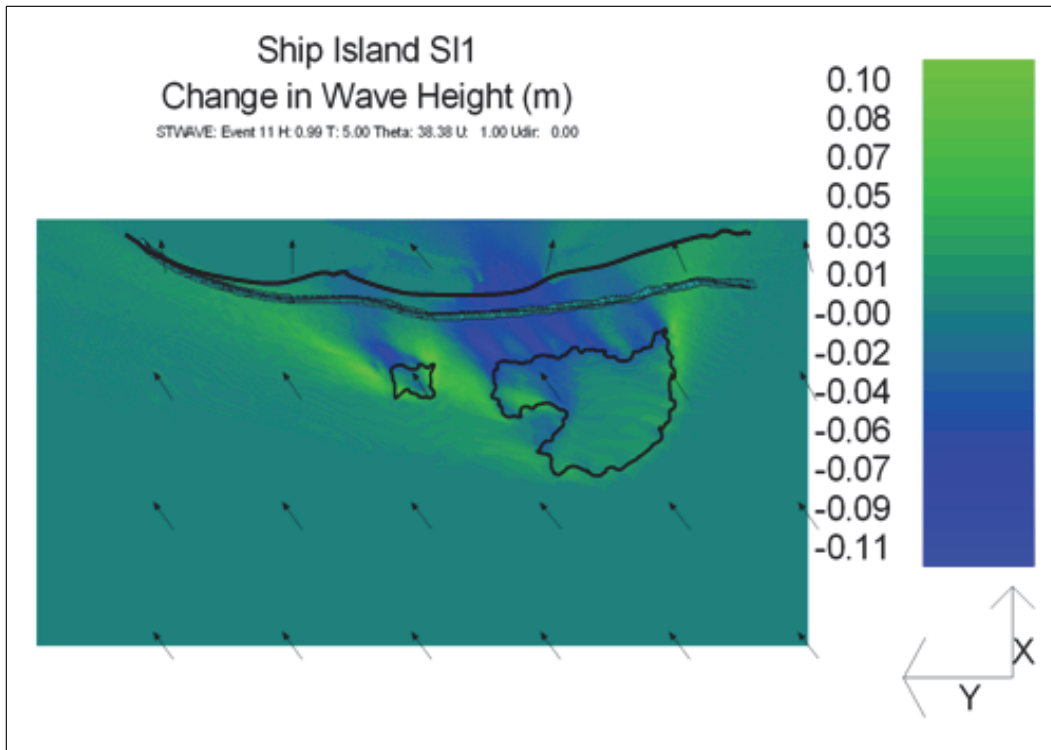 Ship Island SI1
Change in Wave Height (m)
STWAVE: Event 11 H: 0.99 T: 5.00 Theta: 38.38 U: 1.00 Udir: 0.00
0.10
0.08
0.07
0.05
0.03
0.01
-0.00
-0.02
-0.04
-0.06
-0.07
-0.09
-0.11
X
Y